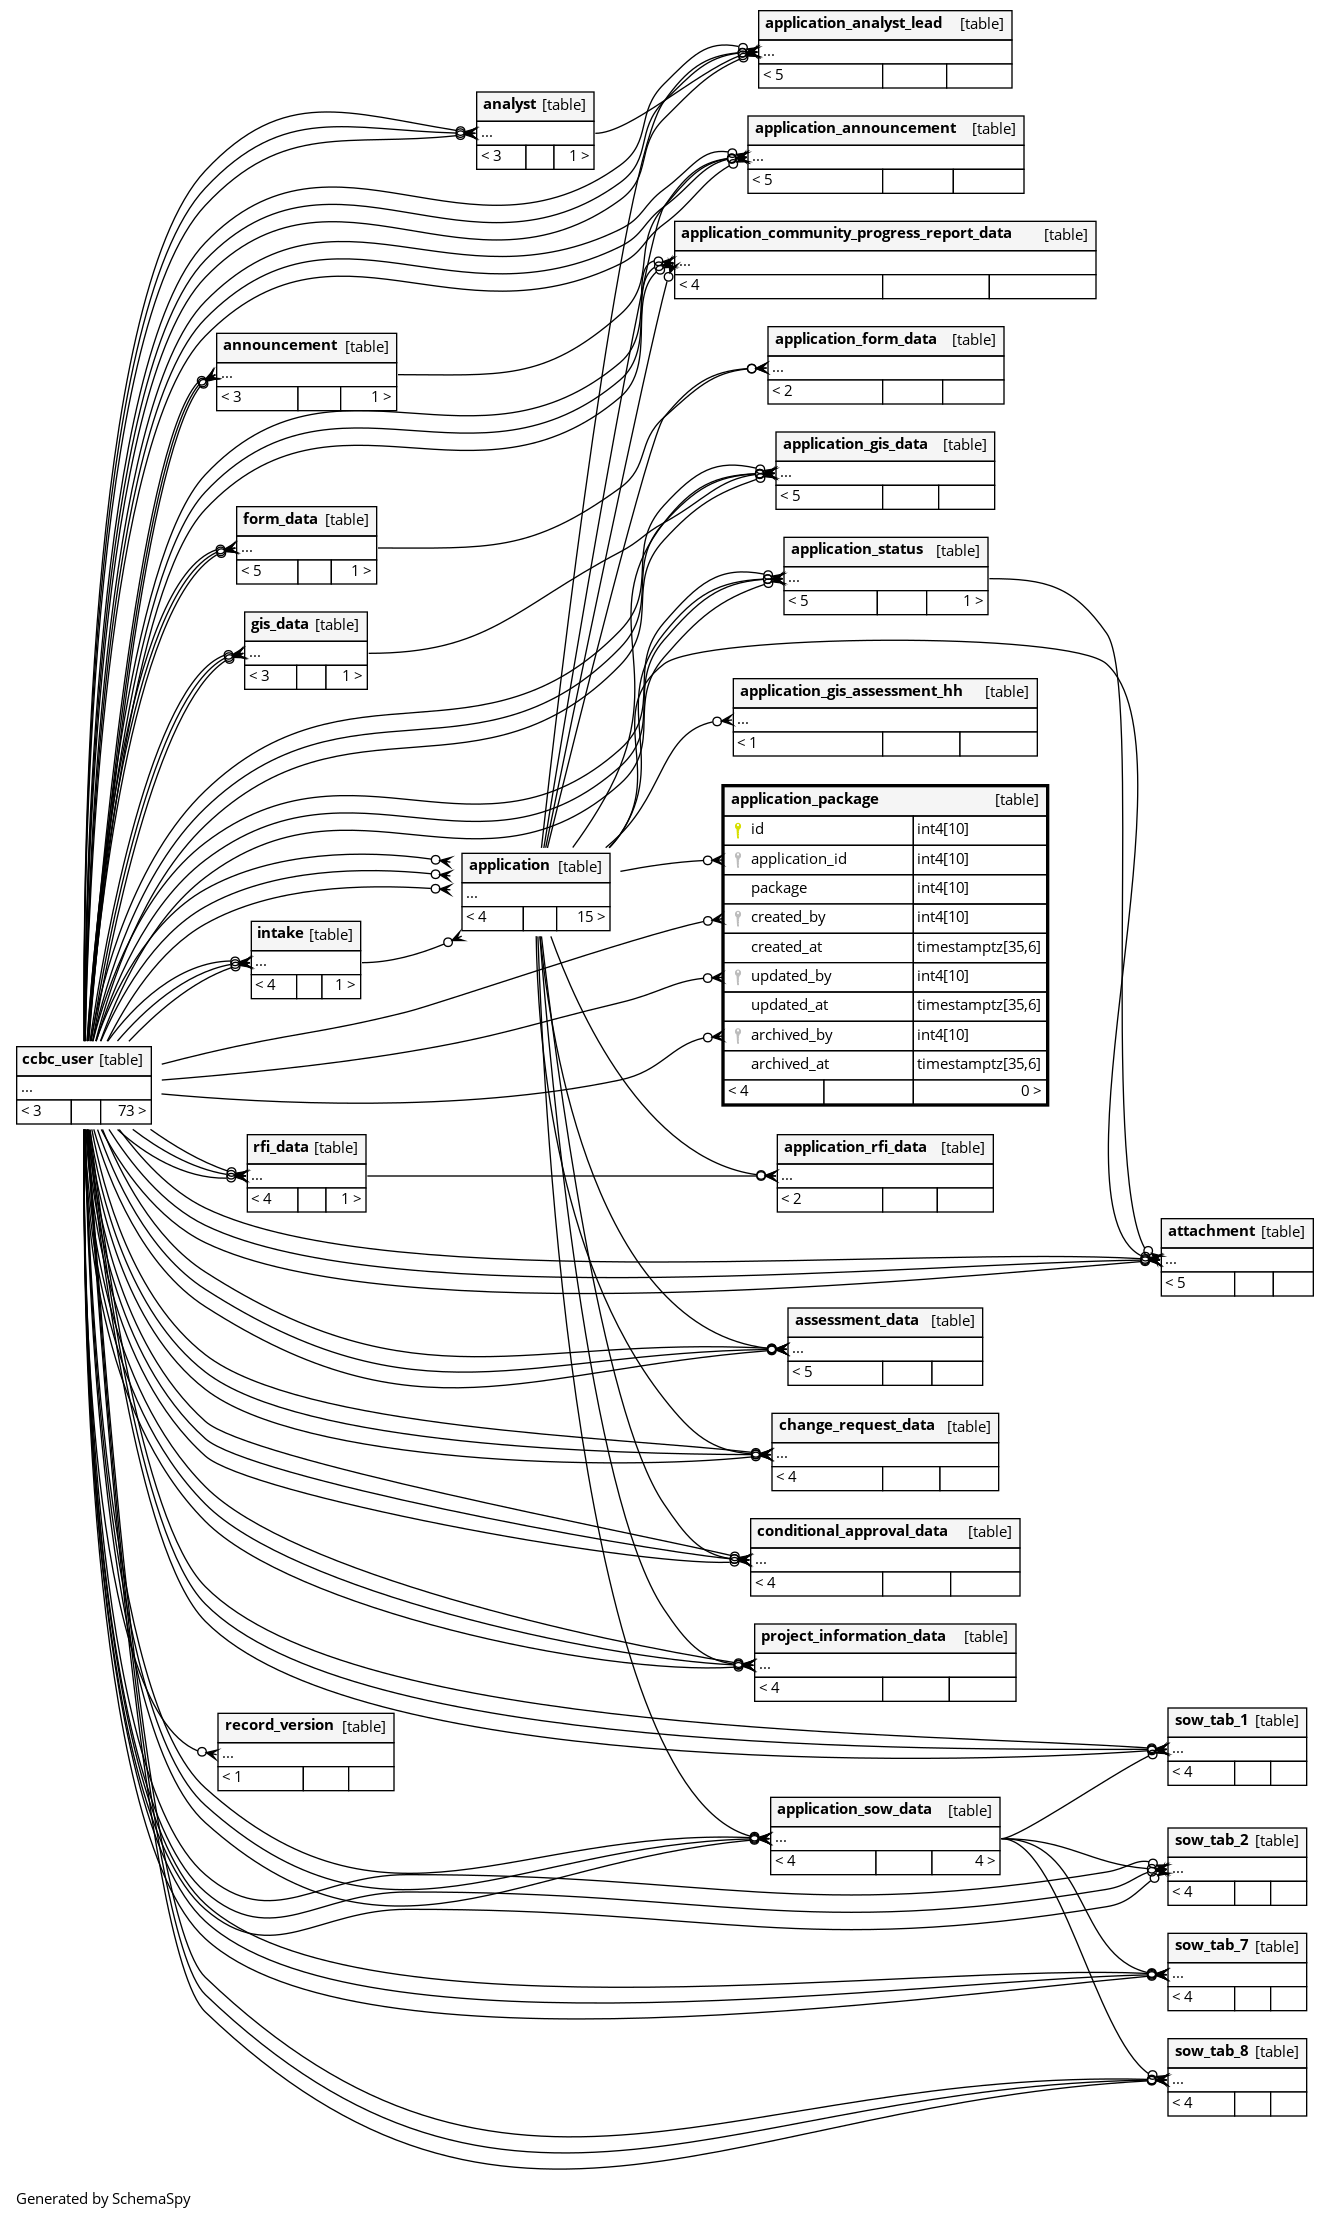 application_analyst_lead [table]
...
< 5
analyst [table]
...
< 3 1 >
application_announcement [table]
...
< 5
application_community_progress_report_data [table]
...
< 4
application_form_data [table]
...
< 2
announcement [table]
...
< 3 1 >
application_gis_data [table]
...
< 5
form_data [table]
...
< 5 1 >
application_status [table]
...
< 5 1 >
gis_data [table]
...
< 3 1 >
application_gis_assessment_hh [table]
...
< 1
application_package [table]
id int4[10]
application_id int4[10]
package int4[10]
created_by int4[10]
created_at timestamptz[35,6]
updated_by int4[10]
updated_at timestamptz[35,6]
archived_by int4[10]
archived_at timestamptz[35,6]
< 4 0 >
application [table]
...
< 4 15 >
intake [table]
...
< 4 1 >
ccbc_user [table]
...
< 3 73 >
rfi_data [table]
...
< 4 1 >
application_rfi_data [table]
...
< 2
attachment [table]
...
< 5
assessment_data [table]
...
< 5
change_request_data [table]
...
< 4
conditional_approval_data [table]
...
< 4
project_information_data [table]
...
< 4
record_version [table]
...
< 1
sow_tab_1 [table]
...
< 4
application_sow_data [table]
...
< 4 4 >
sow_tab_2 [table]
...
< 4
sow_tab_7 [table]
...
< 4
sow_tab_8 [table]
...
< 4
Generated by SchemaSpy